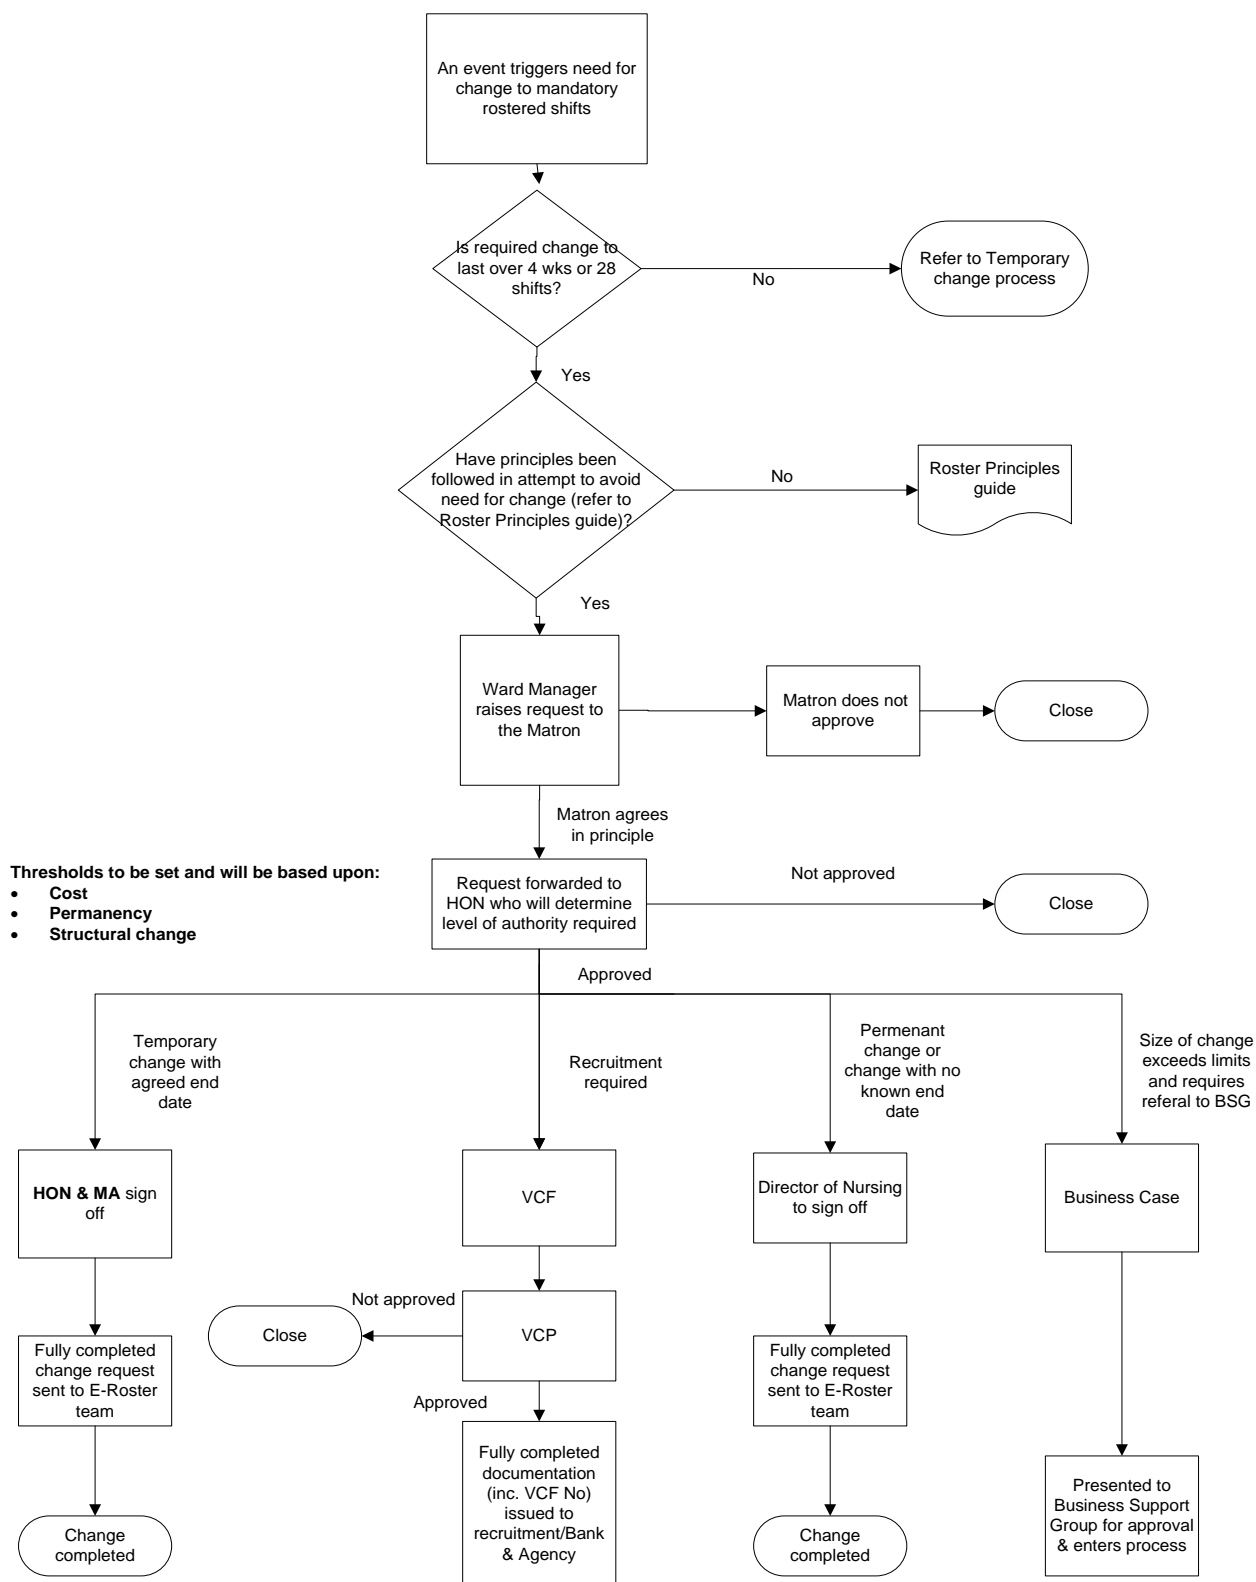 An event triggers need for
change to mandatory
rostered shifts
Is required change to
last over 4 wks or 28
shifts?
No
Refer to Temporary
change process
Yes
Have principles been
followed in attempt to avoid
need for change (refer to
Roster Principles guide)?
No
Roster Principles
guide
Yes
Ward Manager
raises request to
the Matron
Matron does not
approve
Close
Matron agrees
in principle
Thresholds to be set and will be based upon:
• Cost
• Permanency
• Structural change
Request forwarded to
HON who will determine
level of authority required
Not approved
Close
Approved
Temporary
change with
agreed end
date
Recruitment
required
Permenant
change or
change with no
known end
date
Size of change
exceeds limits
and requires
referal to BSG
HON & MA sign
off
VCF
Director of Nursing
to sign off
Business Case
Not approved
Close
VCP
Fully completed
change request
sent to E-Roster
team
Approved
Fully completed
change request
sent to E-Roster
team
Change
completed
Fully completed
documentation
(inc. VCF No)
issued to
recruitment/Bank
& Agency
Change
completed
Presented to
Business Support
Group for approval
& enters process